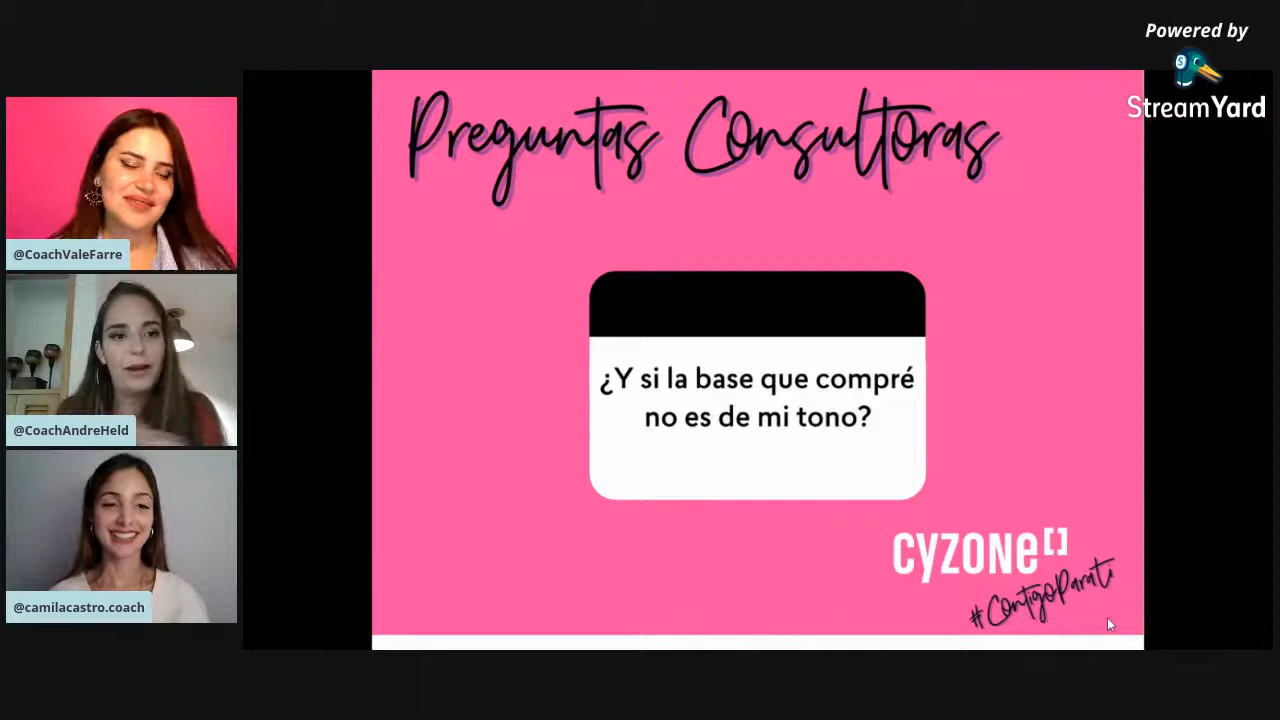 Powered by
StreamYard
Preguntas Consultoras
@CoachValeFarre
¿Y si la base que compré
no es de mi tono?
@CoachAndreHeld
cyzone[]
#ContigoParati
@camilacastro.coach